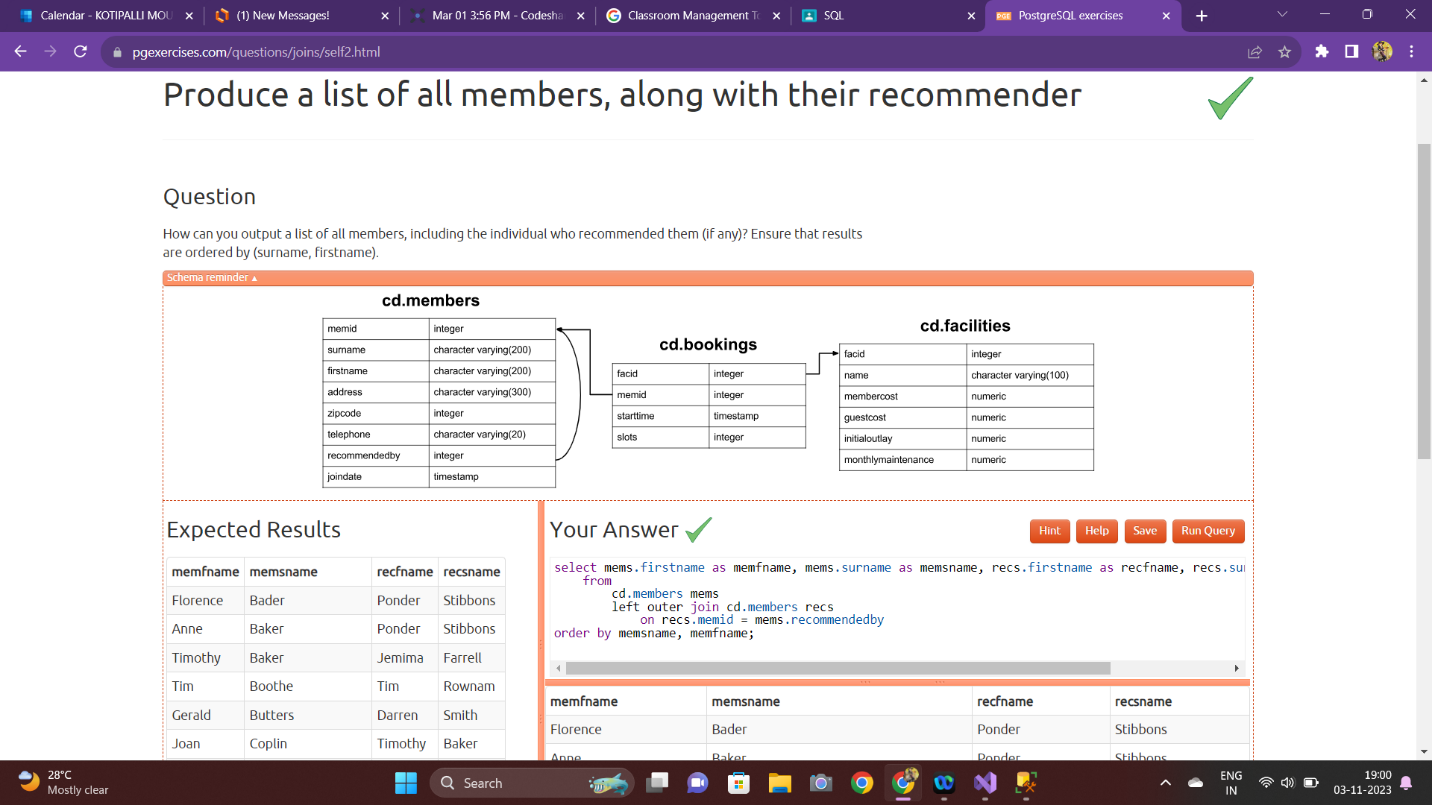 Calendar - KOTIPALLI MOU
(1) New Messages!
Mar 01 3:56 PM - Codesha
Classroom Management To
SQL
PGE PostgreSQL exercises
pgexercises.com/questions/joins/self2.html
Produce a list of all members, along with their recommender
Question
How can you output a list of all members, including the individual who recommended them (if any)? Ensure that results
are ordered by (surname, firstname).
Schema reminder
cd.members
memid integer
surname character varying(200)
firstname character varying(200)
address character varying(300)
zipcode integer
telephone character varying(20)
recommendedby integer
joindate timestamp
cd.bookings
facid integer
memid integer
starttime timestamp
slots integer
cd.facilities
facid integer
name character varying(100)
membercost numeric
guestcost numeric
initialoutlay numeric
monthlymaintenance numeric
Expected Results
memfname memsname recfname recsname
Florence Bader Ponder Stibbons
Anne Baker Ponder Stibbons
Timothy Baker Jemima Farrell
Tim Boothe Tim Rownam
Gerald Butters Darren Smith
Joan Coplin Timothy Baker
Your Answer
Hint Help Save Run Query
select mems.firstname as memfname, mems.surname as memsname, recs.firstname as recfname, recs.sur
from
cd.members mems
left outer join cd.members recs
on recs.memid = mems.recommendedby
order by memsname, memfname;
memfname memsname recfname recsname
Florence Bader Ponder Stibbons
Anne Baker Ponder Stibbons
28°C
Mostly clear
Search
ENG
IN
19:00
03-11-2023